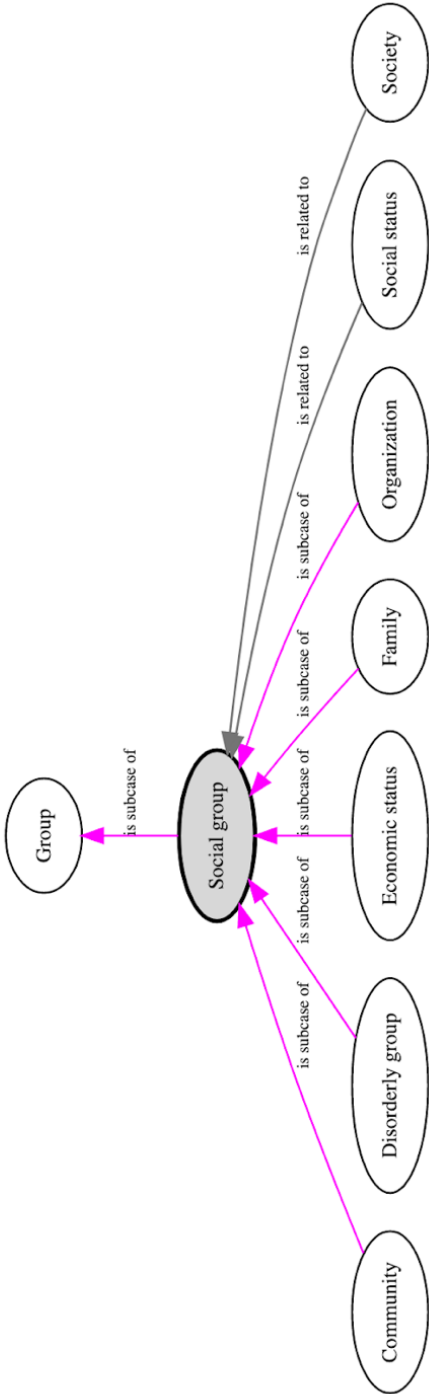 Group
is subcase of
Social group
is subcase of
is subcase of
is subcase of
is subcase of
is subcase of
is related to
is related to
Community
Disorderly group
Economic status
Family
Organization
Social status
Society